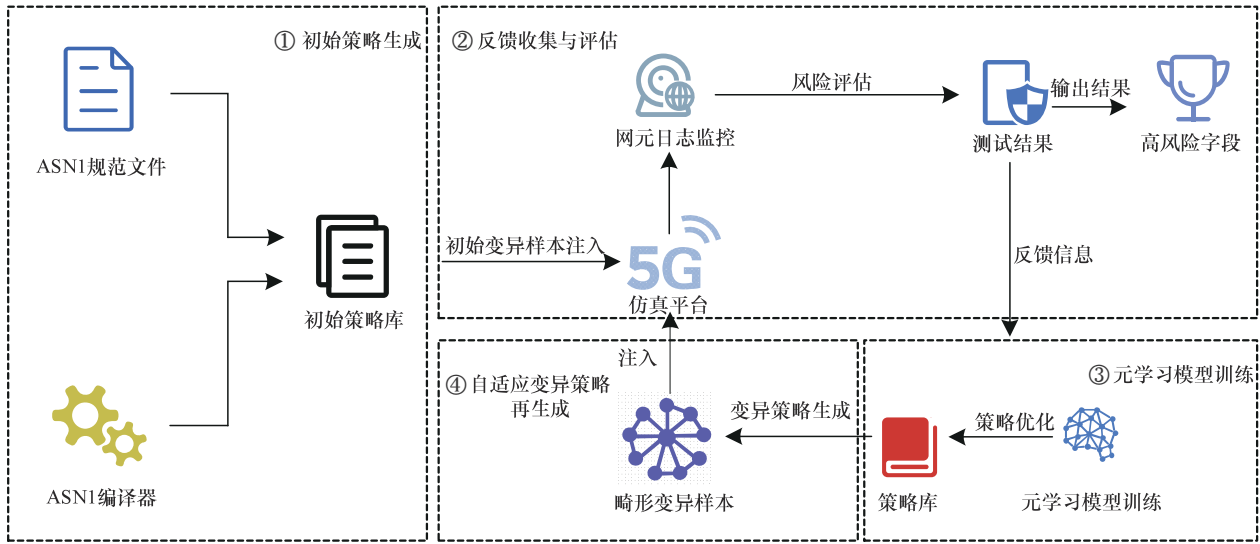 ① 初始策略生成
ASN1规范文件
初始策略库
ASN1编译器
② 反馈收集与评估
网元日志监控
风险评估
测试结果
输出结果
高风险字段
初始变异样本注入
5G
仿真平台
反馈信息
③ 元学习模型训练
策略优化
元学习模型训练
策略库
变异策略生成
④ 自适应变异策略
再生成
注入
畸形变异样本